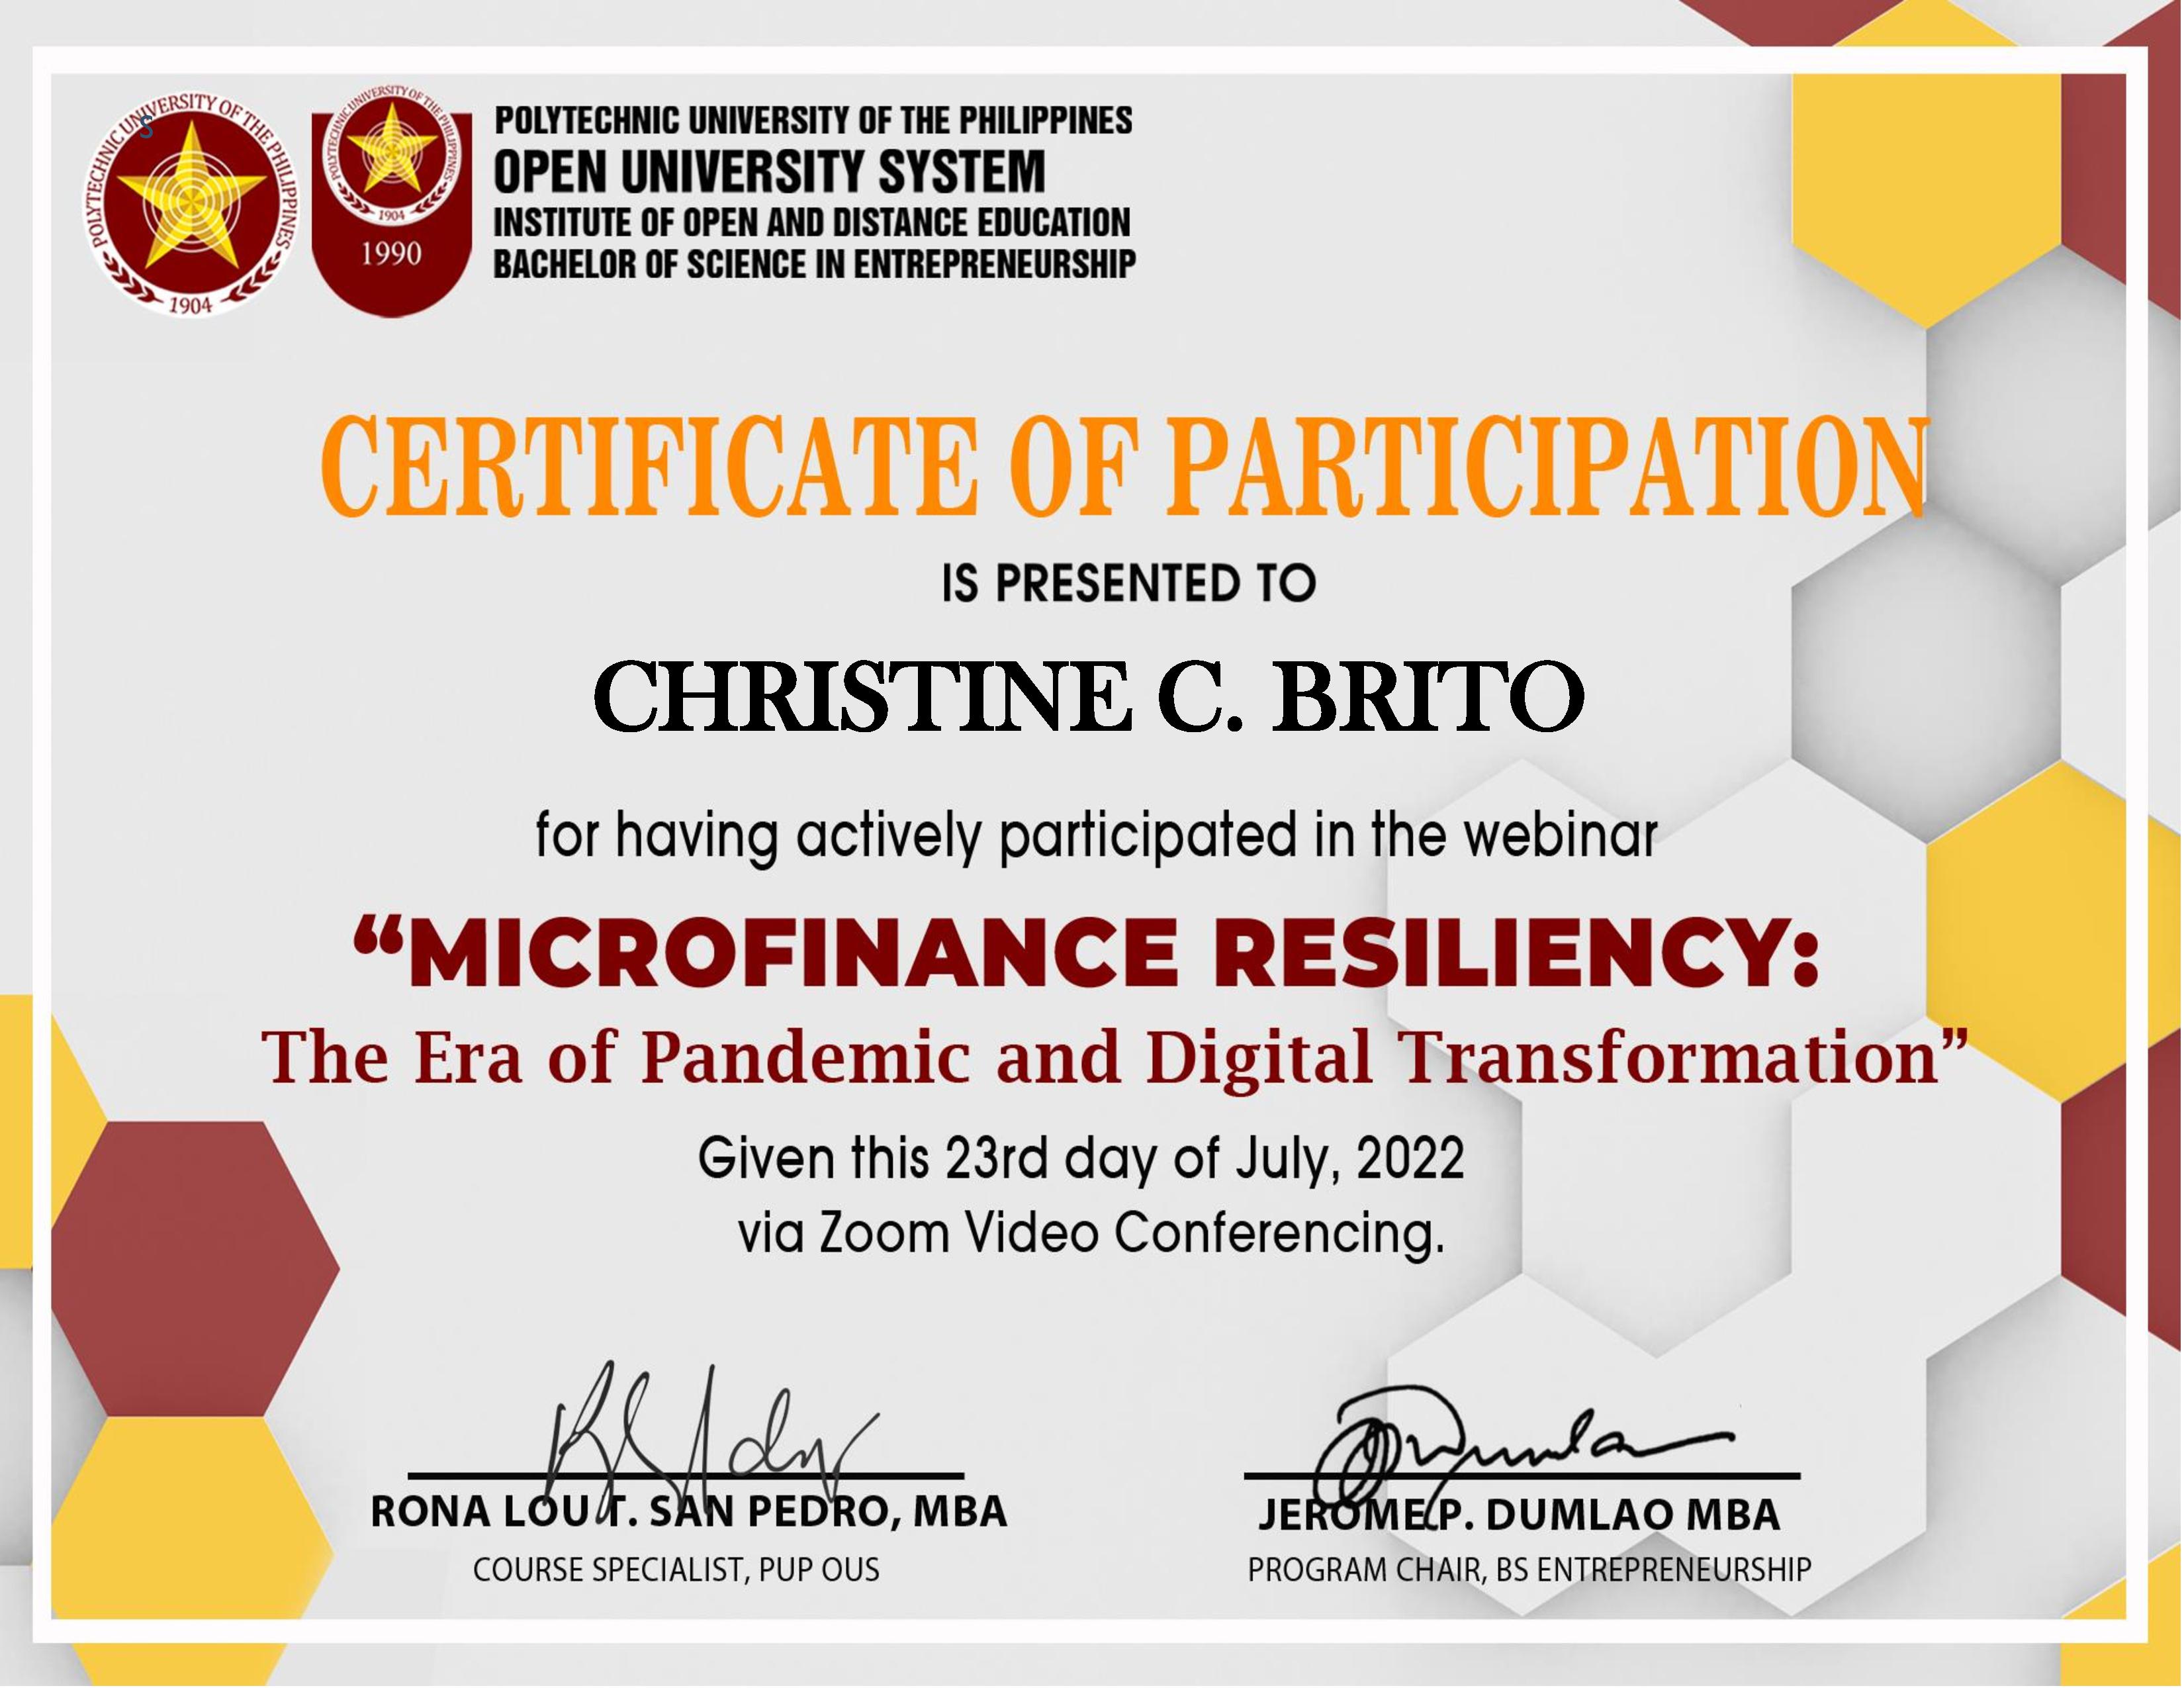 POLYTECHNIC UNIVERSITY OF THE PHILIPPINES
1904
S
POLYTECHNIC UNIVERSITY OF THE PHILIPPINES
1904
1990
POLYTECHNIC UNIVERSITY OF THE PHILIPPINES
OPEN UNIVERSITY SYSTEM
INSTITUTE OF OPEN AND DISTANCE EDUCATION
BACHELOR OF SCIENCE IN ENTREPRENEURSHIP
CERTIFICATE OF PARTICIPATION
IS PRESENTED TO
CHRISTINE C. BRITO
for having actively participated in the webinar
“MICROFINANCE RESILIENCY:
The Era of Pandemic and Digital Transformation”
Given this 23rd day of July, 2022
via Zoom Video Conferencing.
RONA LOU T. SAN PEDRO, MBA
COURSE SPECIALIST, PUP OUS
JEROME P. DUMLAO MBA
PROGRAM CHAIR, BS ENTREPRENEURSHIP